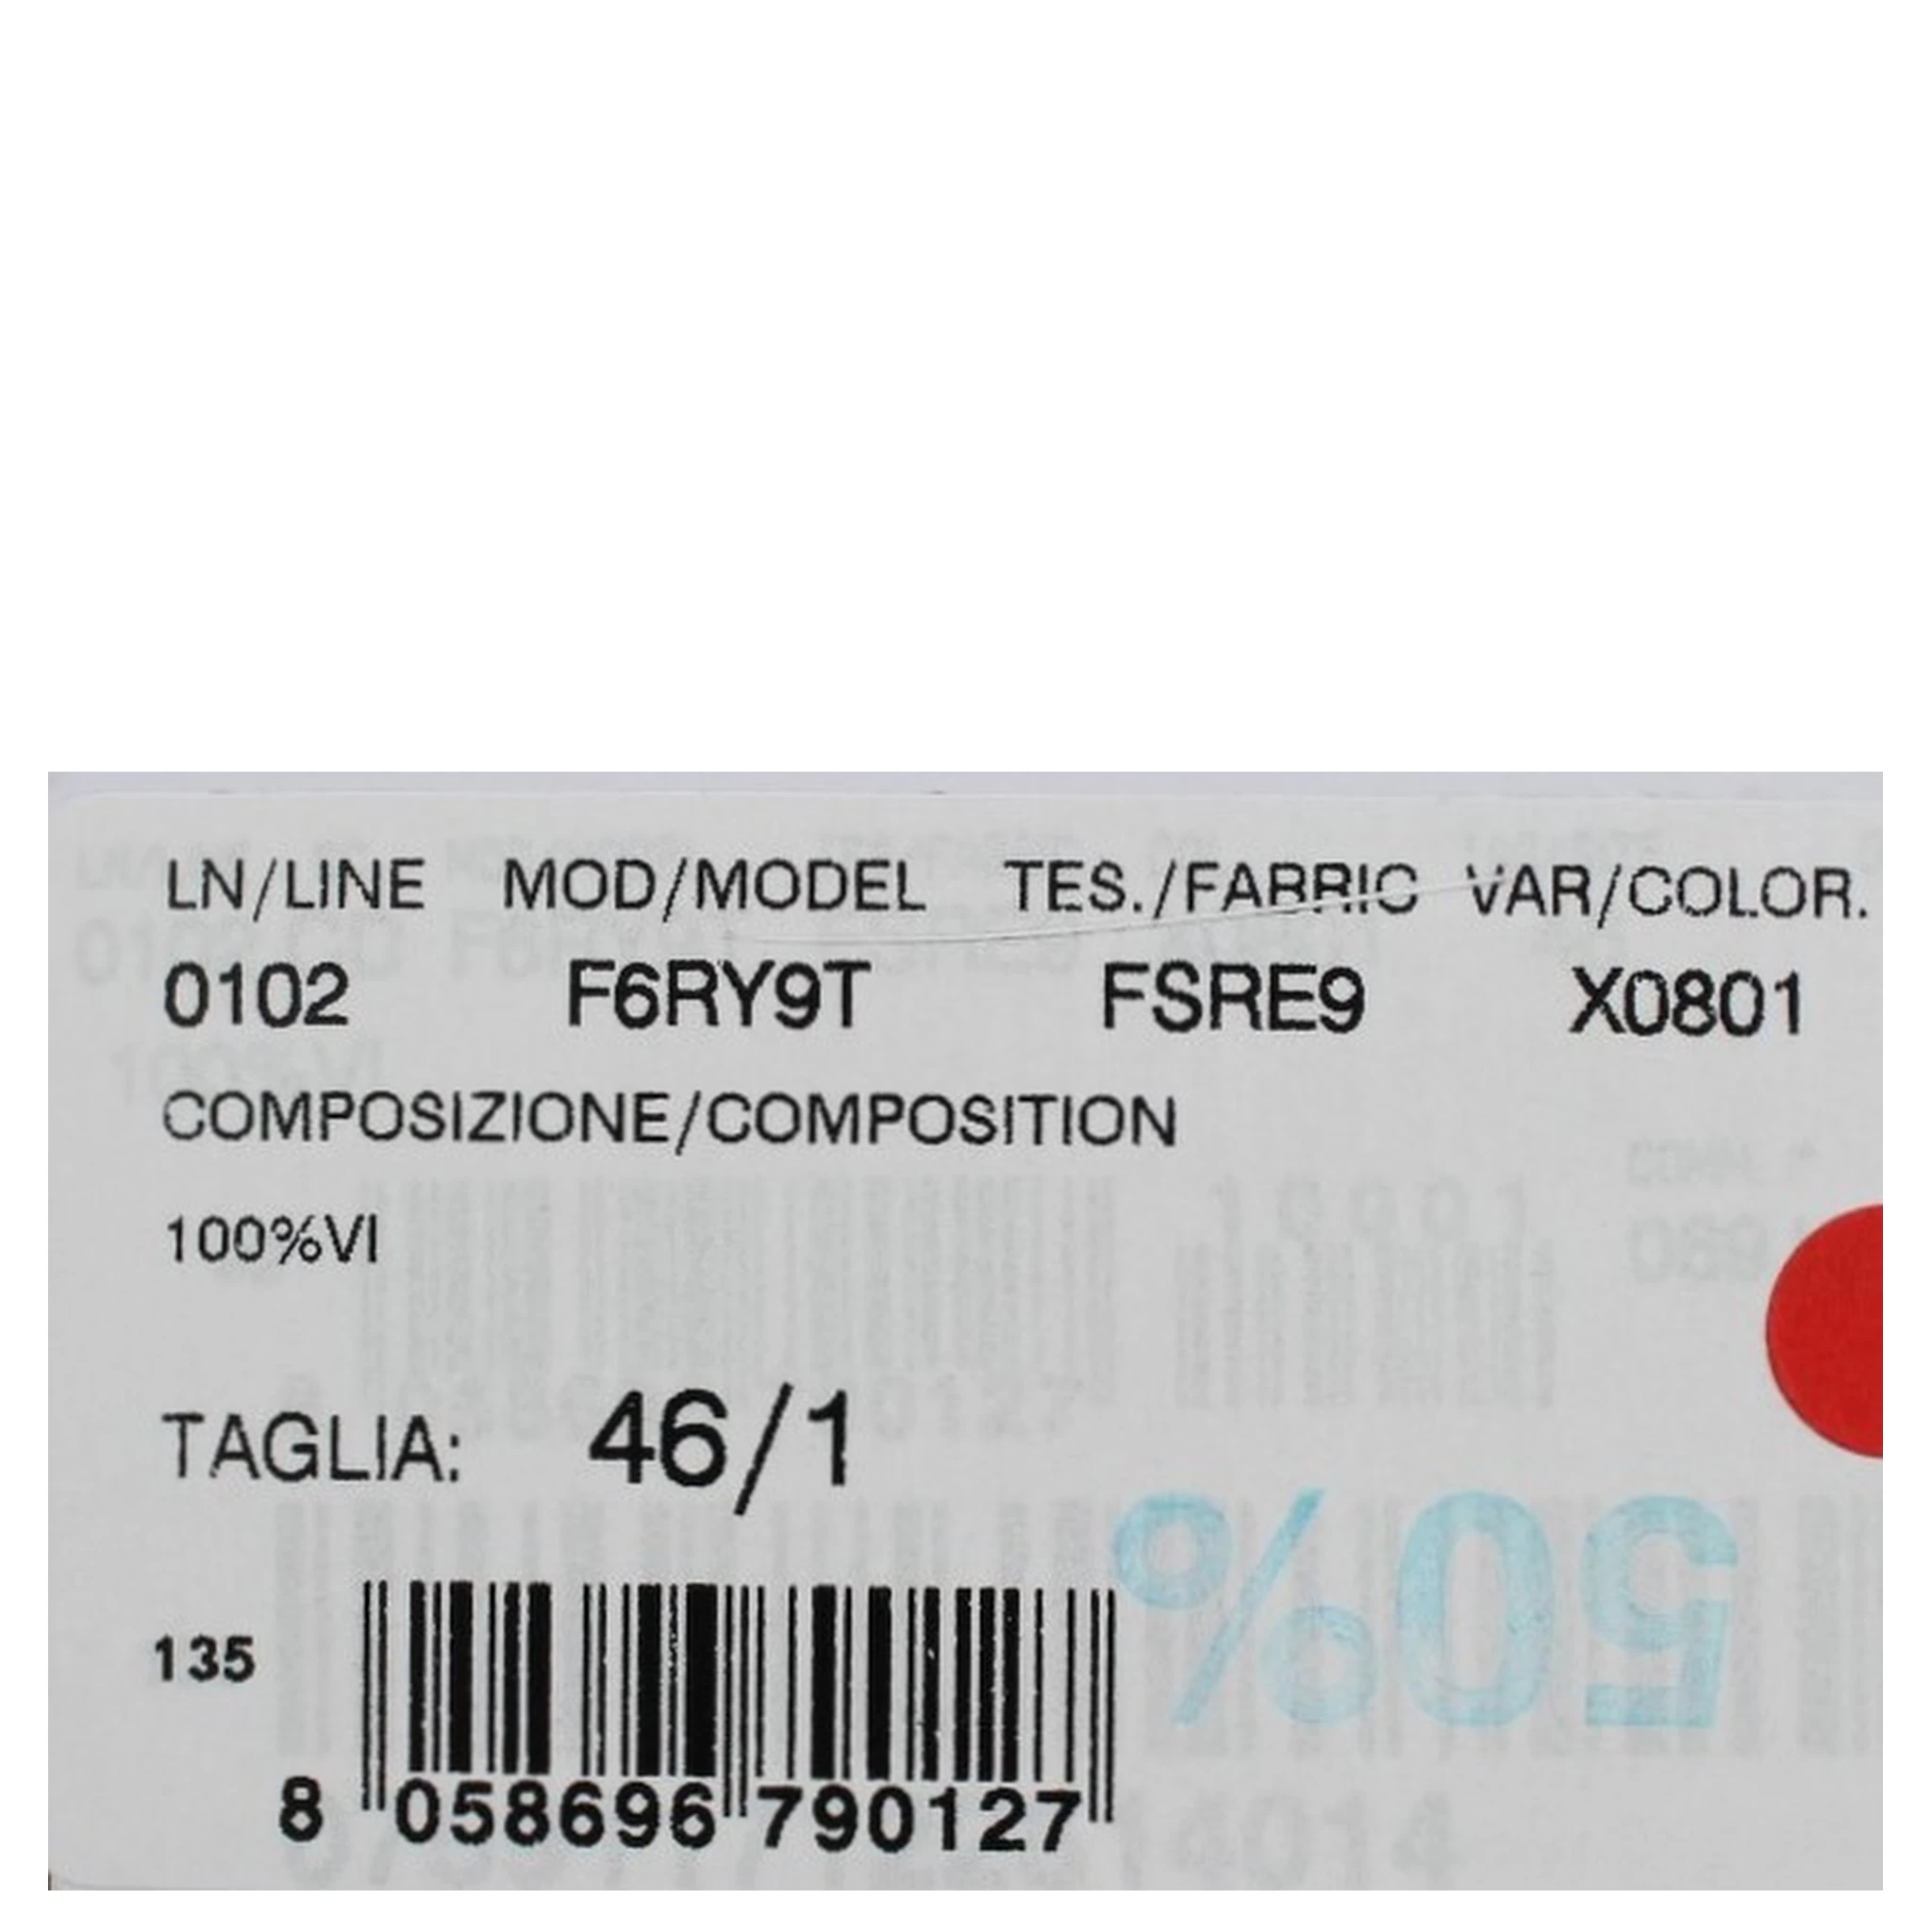 LN/LINE MOD/MODEL TES./FABRIC VAR/COLOR.
0102 F6RY9T FSRE9 X0801
COMPOSIZIONE/COMPOSITION
100%VI
TAGLIA: 46/1
50%
135
8 058696 790127